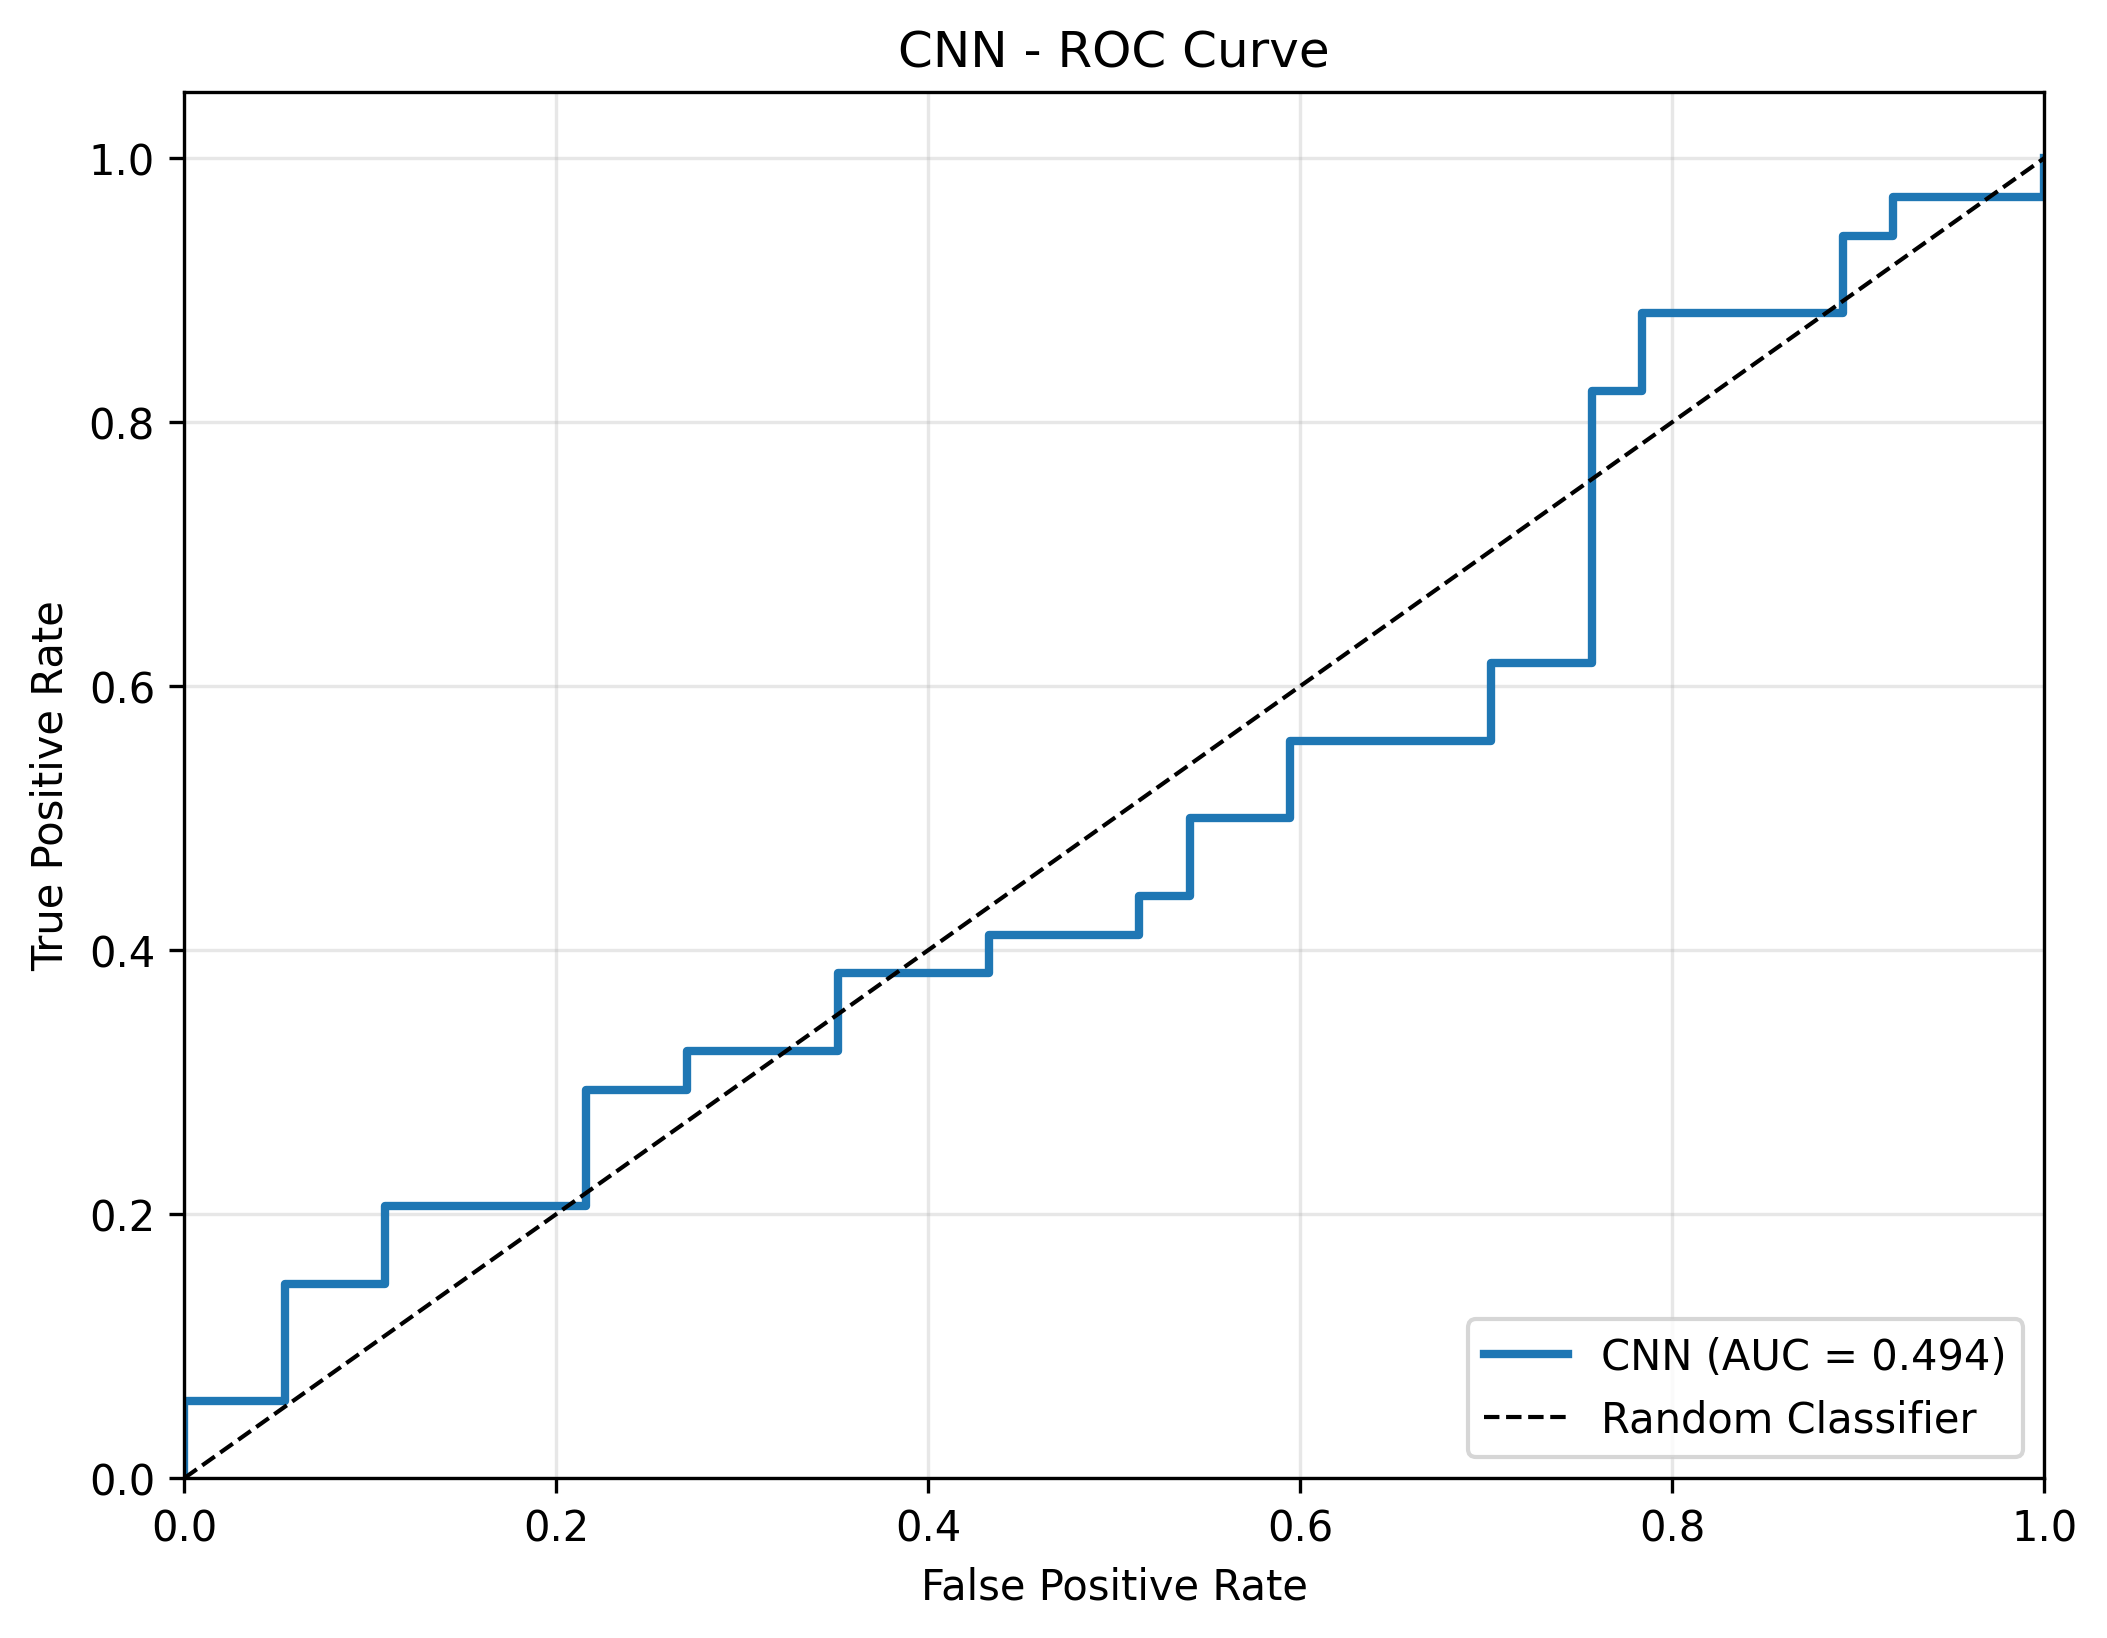 CNN - ROC Curve
True Positive Rate
1.0
0.8
0.6
0.4
0.2
0.0
0.0 0.2 0.4 0.6 0.8 1.0
False Positive Rate
CNN (AUC = 0.494)
Random Classifier